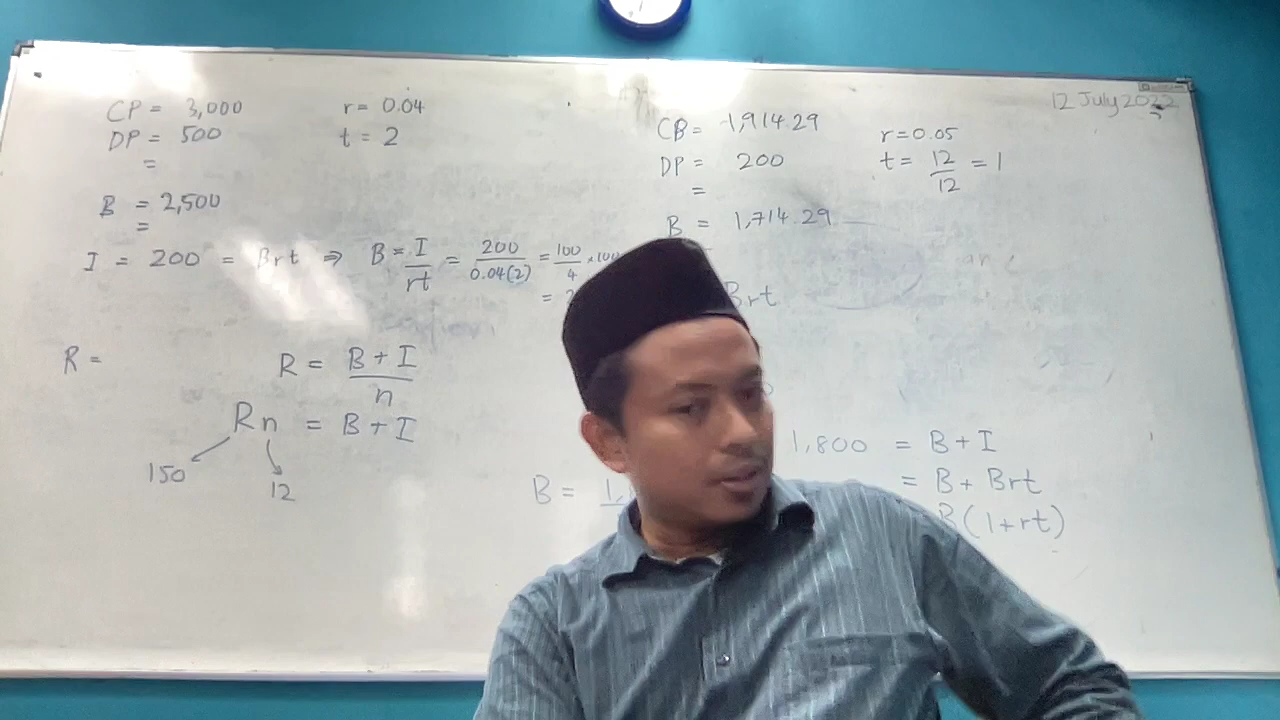 12 July 2022
CP = 3,000
r = 0.04
DP = 500
t = 2
=
B = 2,500
=
I = 200 = Brt ⇒ B = I/rt = 200/0.04(2) = 100/4 × 100
=
R =
R = B + I/n
Rn = B + I
150
12
CB = 1,914.29
r = 0.05
DP = 200
t = 12/12 = 1
=
B = 1,714.29
Brt
1,800 = B + I
= B + Brt
B(1+rt)
B =